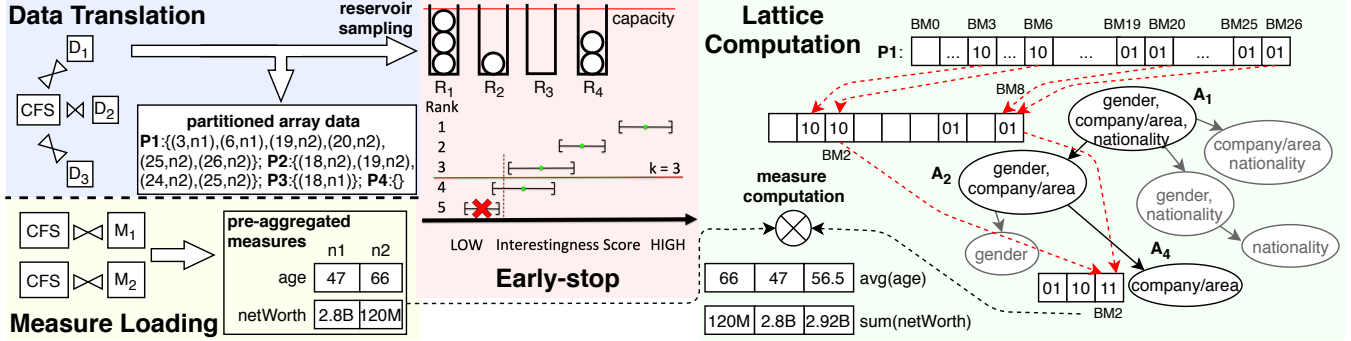 Data Translation
reservoir
sampling
D1
CFS
D2
D3
partitioned array data
P1:{(3,n1),(6,n1),(19,n2),(20,n2),
(25,n2),(26,n2)}; P2:{(18,n2),(19,n2),
(24,n2),(25,n2)}; P3:{(18,n1)}; P4:{}
CFS
M1
CFS
M2
Measure Loading
pre-aggregated
measures
n1 n2
age 47 66
netWorth 2.8B 120M
capacity
R1 R2 R3 R4
Rank
1
2
3
k = 3
4
5
LOW Interestingness Score HIGH
Early-stop
Lattice
Computation
BM0 BM3 BM6 BM19 BM20 BM25 BM26
P1: ... 10 ... 10 ... 01 01 ... 01 01
BM8
10 10 01 01
BM2
A1
gender,
company/area,
nationality
company/area
nationality
A2
gender,
company/area
gender,
nationality
gender
nationality
A4
company/area
01 10 11
BM2
measure
computation
66 47 56.5 avg(age)
120M 2.8B 2.92B sum(netWorth)